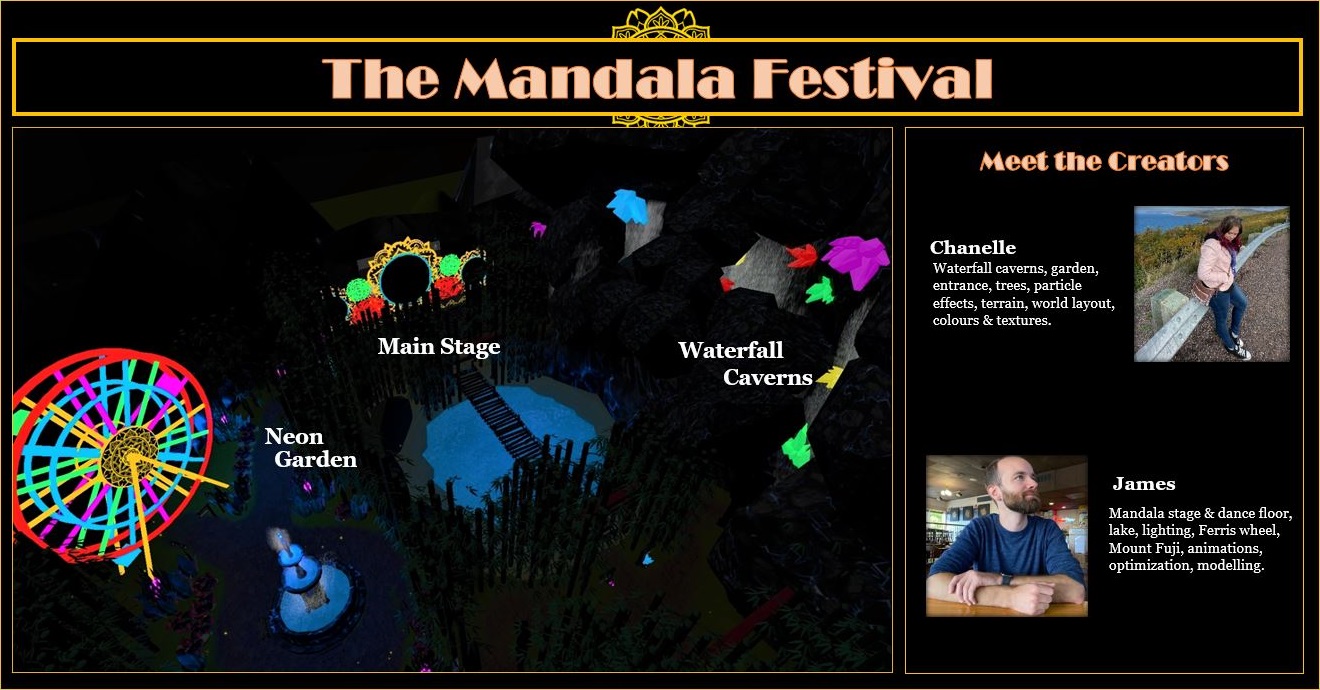 The Mandala Festival
Main Stage
Waterfall
Caverns
Neon
Garden
Meet the Creators
Chanelle
Waterfall caverns, garden,
entrance, trees, particle
effects, terrain, world layout,
colours & textures.
James
Mandala stage & dance floor,
lake, lighting, Ferris wheel,
Mount Fuji, animations,
optimization, modelling.